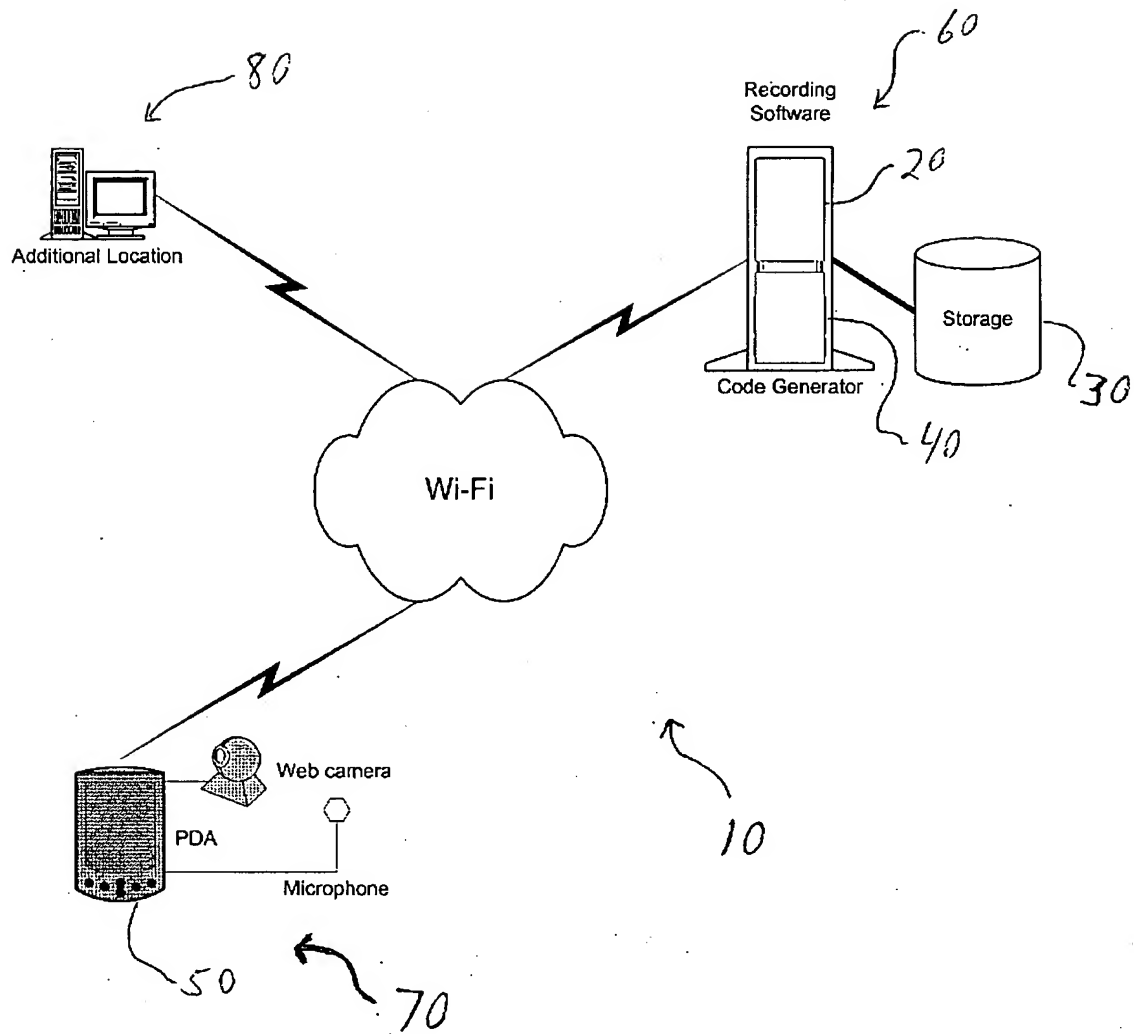 80
60
Recording
Software
20
Additional Location
Storage
Code Generator
30
40
Wi-Fi
Web camera
PDA
10
Microphone
50
70